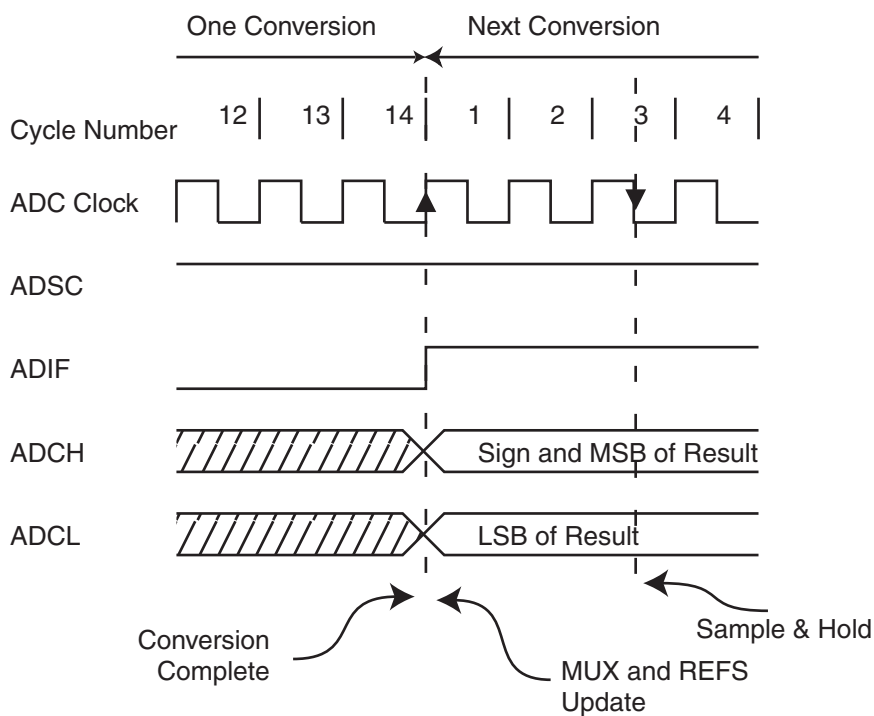 One Conversion Next Conversion
Cycle Number 12 13 14 1 2 3 4
ADC Clock
ADSC
ADIF
ADCH Sign and MSB of Result
ADCL LSB of Result
Sample & Hold
Conversion
Complete
MUX and REFS
Update